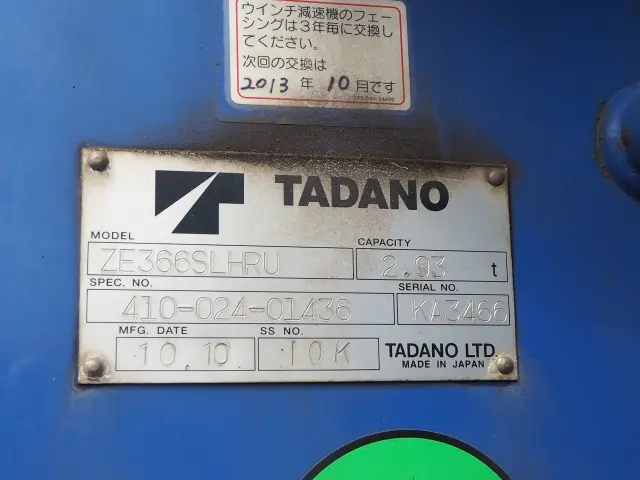 ウインチ減速機のフェー
シングは3年毎に交換し
てください。
次回の交換は
2013 年 10 月です
TADANO
MODEL
CAPACITY
ZE366SLHRU
2.93 t
SPEC. NO.
SERIAL NO.
410-024-01436
KA3466
MFG. DATE
SS NO.
10.10
10K
TADANO LTD.
MADE IN JAPAN